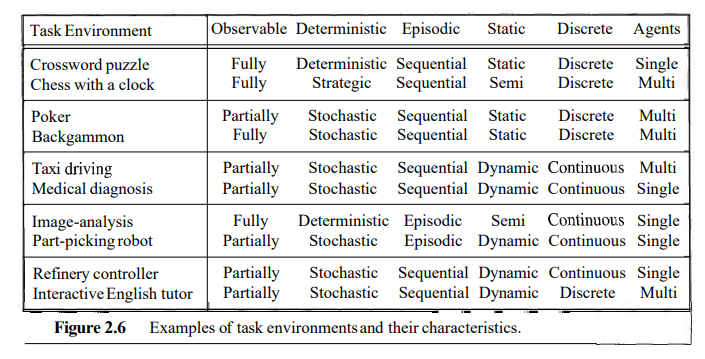 Task Environment Observable Deterministic Episodic Static Discrete Agents
Crossword puzzle Fully Deterministic Sequential Static Discrete Single
Chess with a clock Fully Strategic Sequential Semi Discrete Multi
Poker Partially Stochastic Sequential Static Discrete Multi
Backgammon Fully Stochastic Sequential Static Discrete Multi
Taxi driving Partially Stochastic Sequential Dynamic Continuous Multi
Medical diagnosis Partially Stochastic Sequential Dynamic Continuous Single
Image-analysis Fully Deterministic Episodic Semi Continuous Single
Part-picking robot Partially Stochastic Episodic Dynamic Continuous Single
Refinery controller Partially Stochastic Sequential Dynamic Continuous Single
Interactive English tutor Partially Stochastic Sequential Dynamic Discrete Multi
Figure 2.6 Examples of task environments and their characteristics.